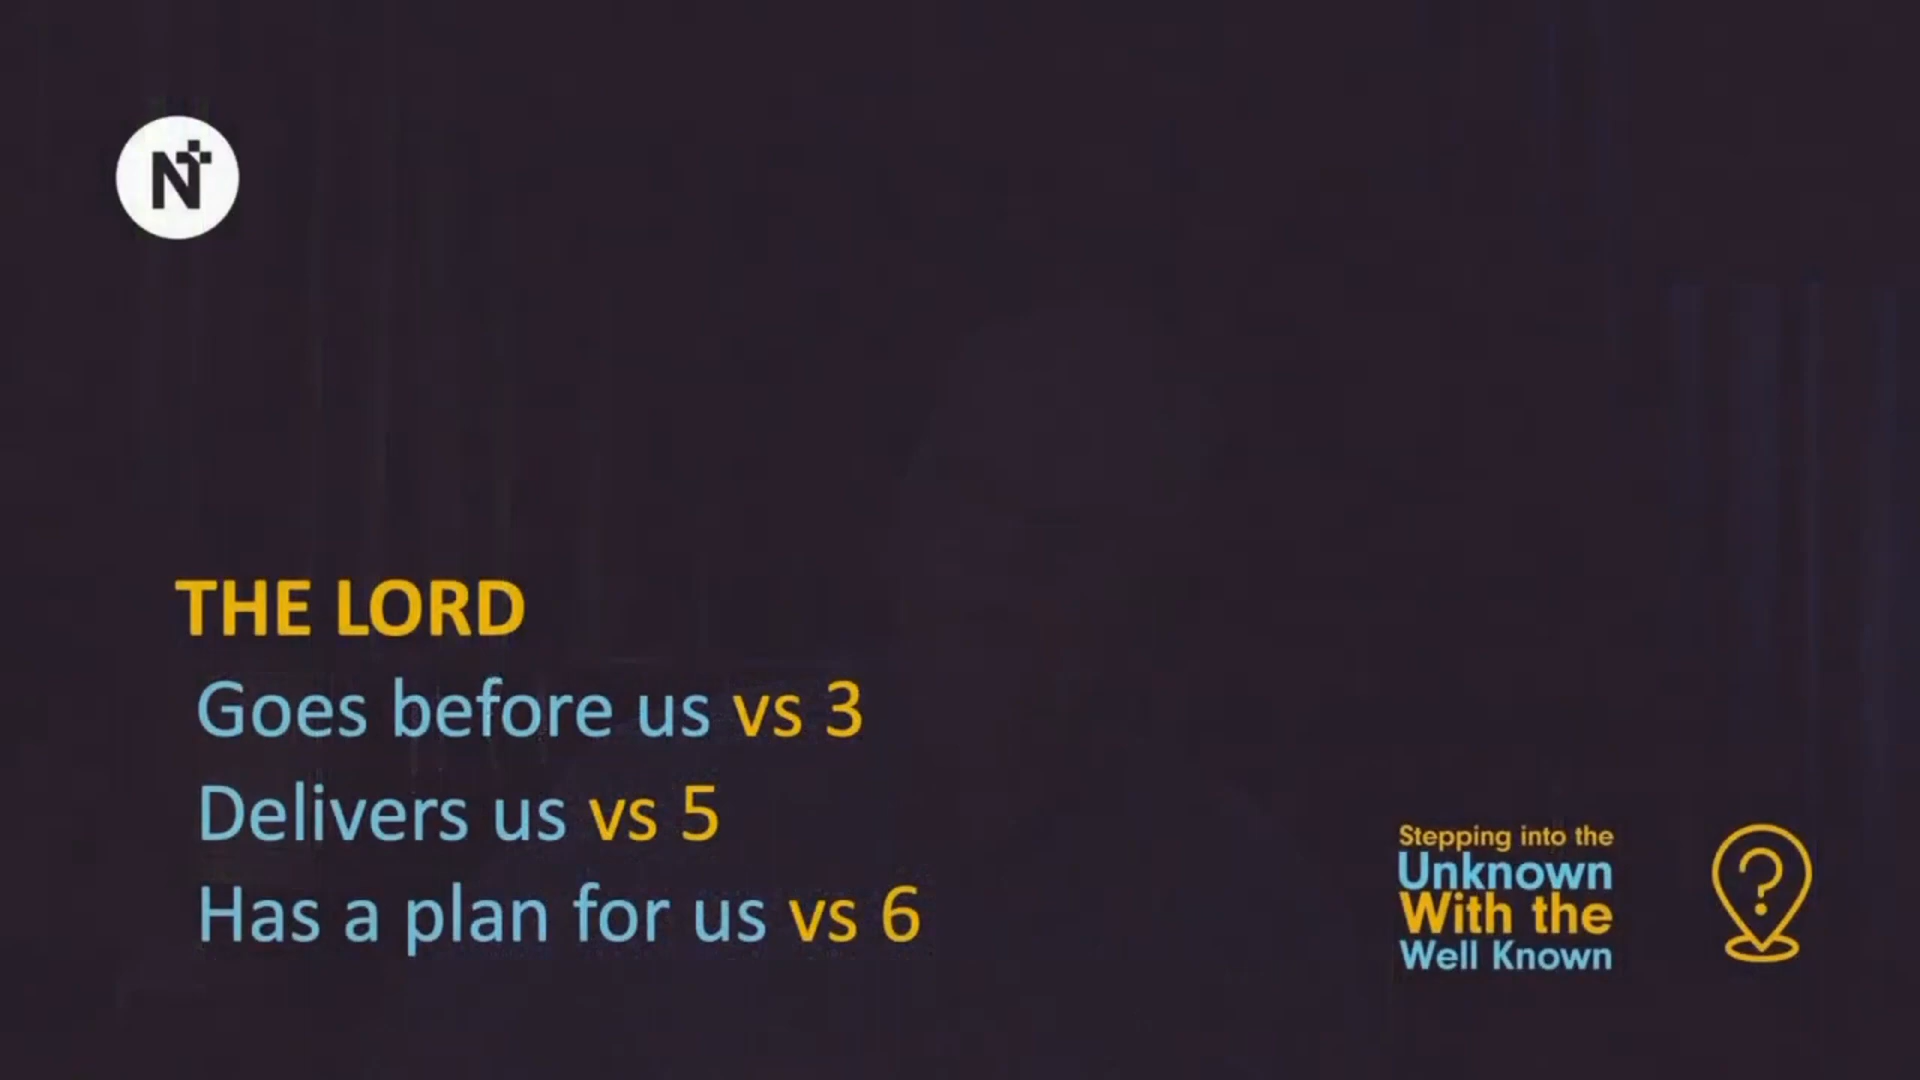 N
THE LORD
Goes before us vs 3
Delivers us vs 5
Has a plan for us vs 6
Stepping into the
Unknown
With the
Well Known
?